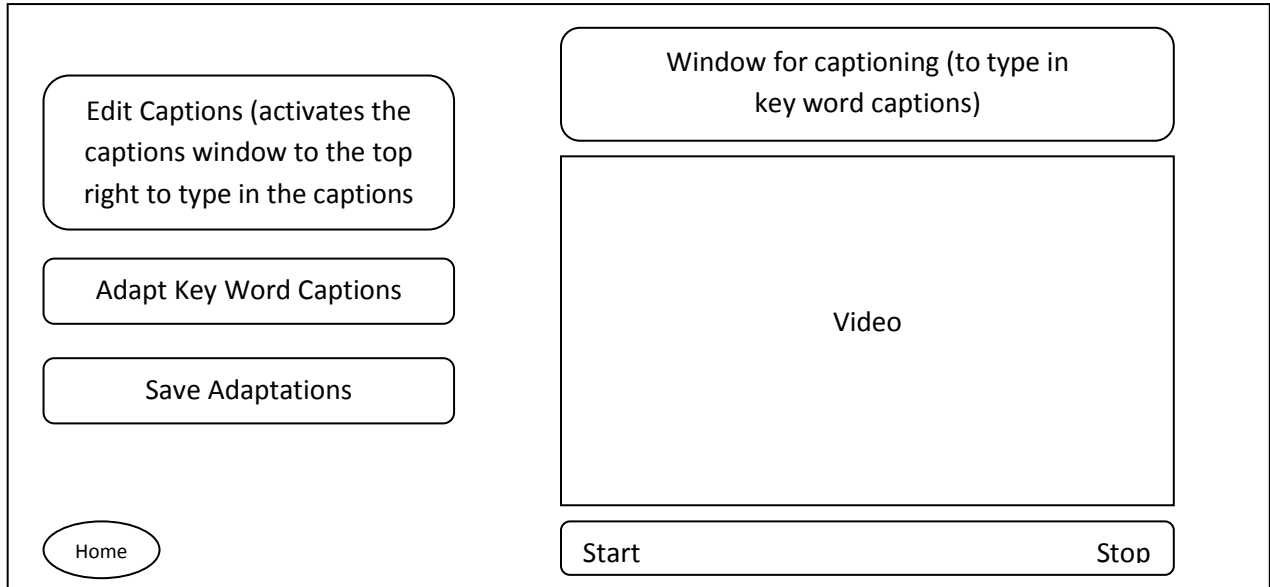 Edit Captions (activates the
captions window to the top
right to type in the captions
Adapt Key Word Captions
Save Adaptations
Home
Window for captioning (to type in
key word captions)
Video
Start Stop